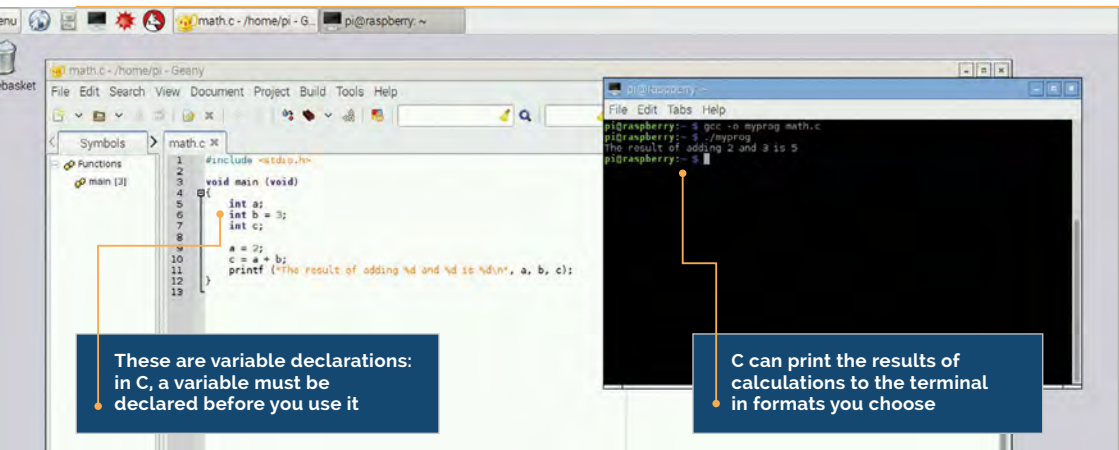 enu math.c - /home/pi - G... pi@raspberry: ~
ebasket
math.c - /home/pi - Geany
File Edit Search View Document Project Build Tools Help
Symbols
math.c
Functions
main [3]
1 #include <stdio.h>
2
3 void main (void)
4 {
5 int a;
6 int b = 3;
7 int c;
8
9 a = 2;
10 c = a + b;
11 printf ("The result of adding %d and %d is %d\n", a, b, c);
12 }
13
pi@raspberry: ~
File Edit Tabs Help
pi@raspberry:~ $ gcc -o myprog math.c
pi@raspberry:~ $ ./myprog
The result of adding 2 and 3 is 5
pi@raspberry:~ $
These are variable declarations:
in C, a variable must be
declared before you use it
C can print the results of
calculations to the terminal
in formats you choose